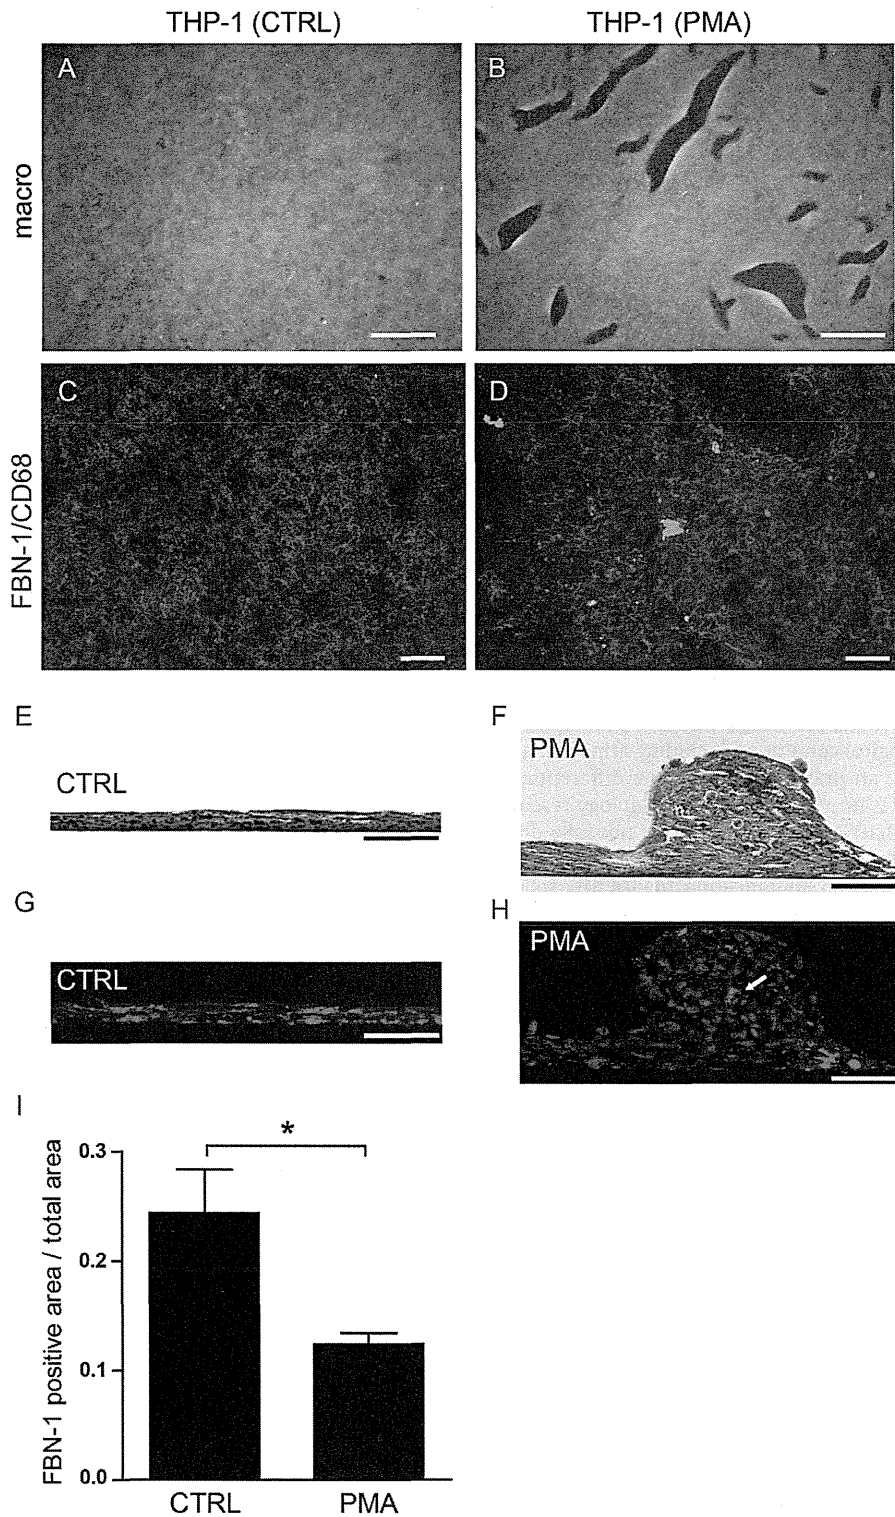 THP-1 (CTRL)
THP-1 (PMA)
macro
A
B
FBN-1/CD68
C
D
E
CTRL
F
PMA
G
CTRL
H
PMA
I
FBN-1 positive area / total area
0.3
0.2
0.1
0.0
*
CTRL
PMA